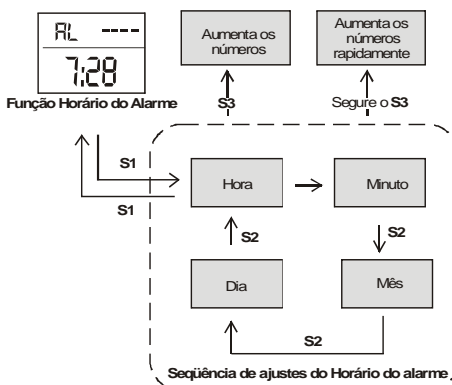 AL ----
7:28
Função Horário do Alarme
Aumenta os
números
Aumenta os
números
rapidamente
S3
Segure o S3
S1
S1
Hora
Minuto
S2
S2
Dia
Mês
S2
Seqüência de ajustes do Horário do alarme.